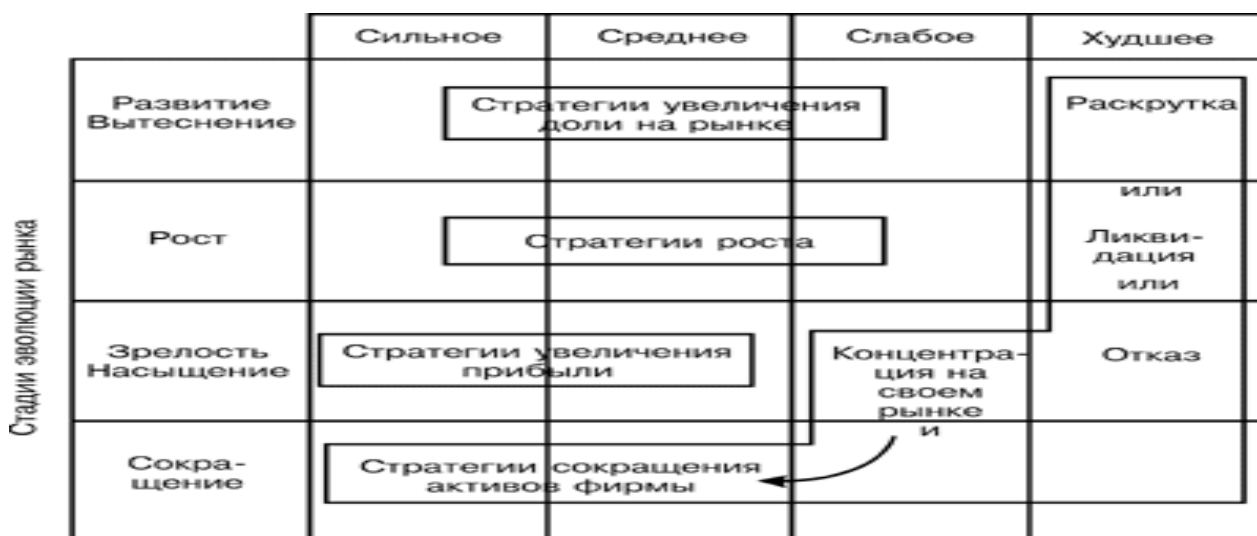 Сильное
Среднее
Слабое
Худшее
Стадии эволюции рынка
Развитие
Вытеснение
Стратегии увеличения
доли на рынке
Раскрутка
или
Рост
Стратегии роста
Ликви-
дация
или
Зрелость
Насыщение
Стратегии увеличения
прибыли
Концентра-
ция на
своем
рынке
и
Отказ
Сокра-
щение
Стратегии сокращения
активов фирмы